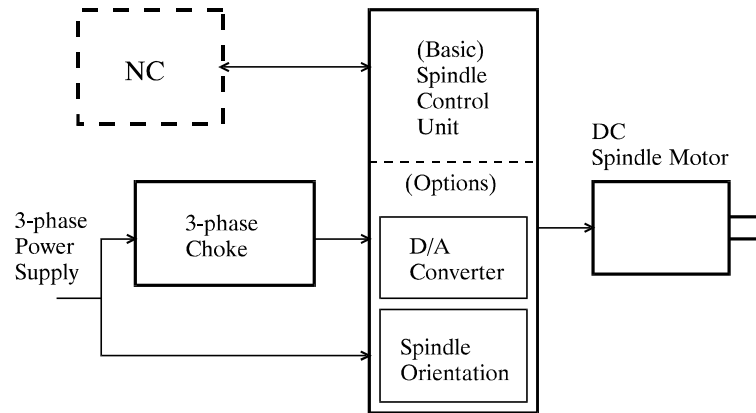 NC
(Basic)
Spindle
Control
Unit
DC
Spindle Motor
(Options)
3-phase
Power
Supply
3-phase
Choke
D/A
Converter
Spindle
Orientation